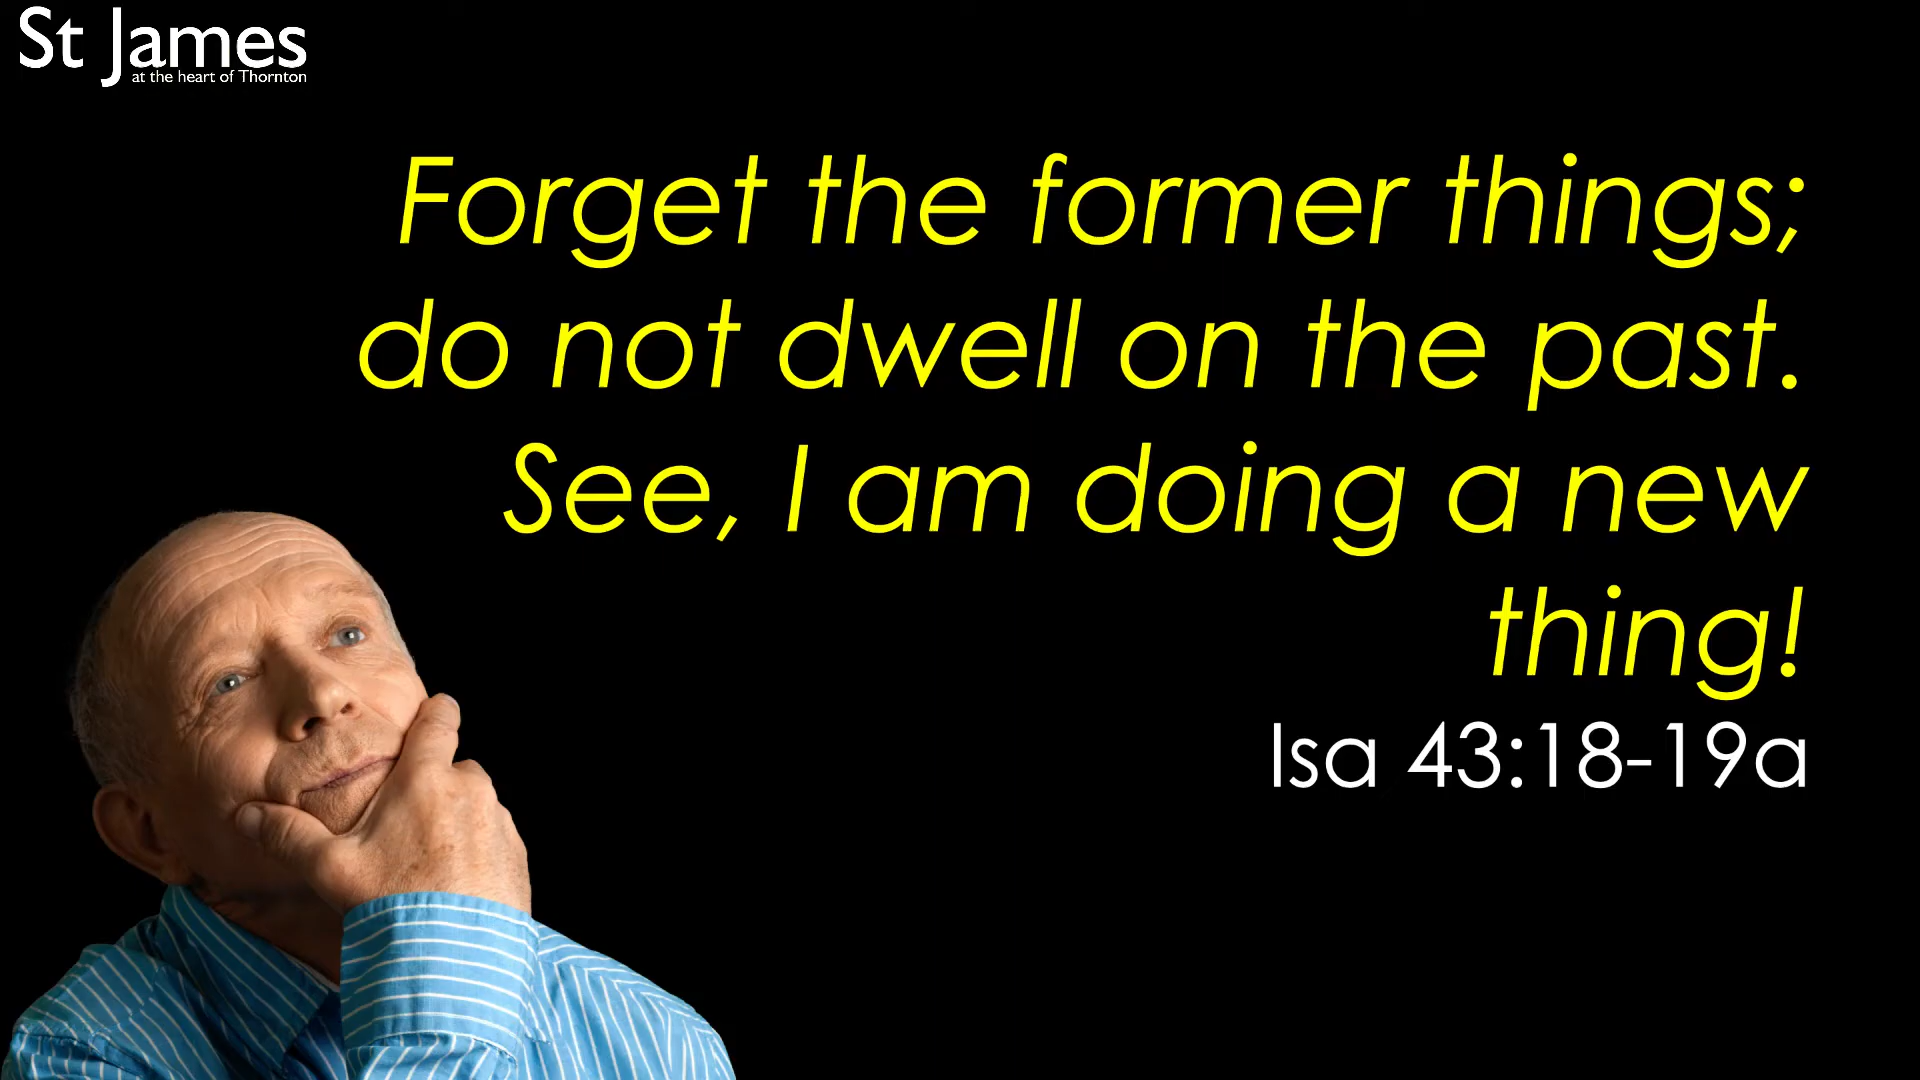 St James
at the heart of Thornton
Forget the former things;
do not dwell on the past.
See, I am doing a new
thing!
Isa 43:18-19a